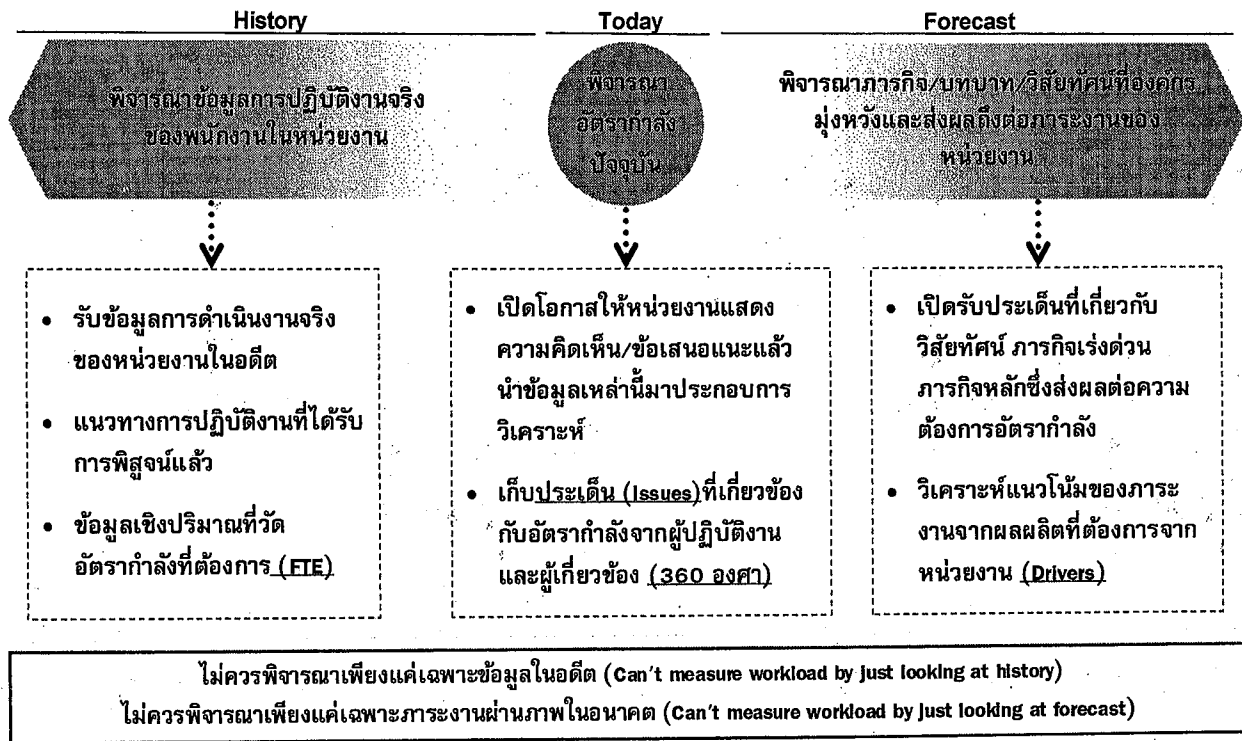 History
Today
Forecast
พิจารณาข้อมูลการปฏิบัติงานจริง
ของพนักงานในหน่วยงาน
พิจารณา
อัตรากำลัง
ปัจจุบัน
พิจารณาภารกิจ/บทบาท/วิสัยทัศน์ที่องค์กร
มุ่งหวังและส่งผลถึงต่อภาระงานของ
หน่วยงาน
• รับข้อมูลการดำเนินงานจริง
ของหน่วยงานในอดีต
• แนวทางการปฏิบัติงานที่ได้รับ
การพิสูจน์แล้ว
• ข้อมูลเชิงปริมาณที่วัด
อัตรากำลังที่ต้องการ (FTE)
• เปิดโอกาสให้หน่วยงานแสดง
ความคิดเห็น/ข้อเสนอแนะแล้ว
นำข้อมูลเหล่านี้มาประกอบการ
วิเคราะห์
• เก็บประเด็น (Issues)ที่เกี่ยวข้อง
กับอัตรากำลังจากผู้ปฏิบัติงาน
และผู้เกี่ยวข้อง (360 องศา)
• เปิดรับประเด็นที่เกี่ยวกับ
วิสัยทัศน์ ภารกิจเร่งด่วน
ภารกิจหลักซึ่งส่งผลต่อความ
ต้องการอัตรากำลัง
• วิเคราะห์แนวโน้มของภาระ
งานจากผลผลิตที่ต้องการจาก
หน่วยงาน (Drivers)
ไม่ควรพิจารณาเพียงแค่เฉพาะข้อมูลในอดีต (Can't measure workload by just looking at history)
ไม่ควรพิจารณาเพียงแค่เฉพาะภาระงานผ่านภาพในอนาคต (Can't measure workload by just looking at forecast)